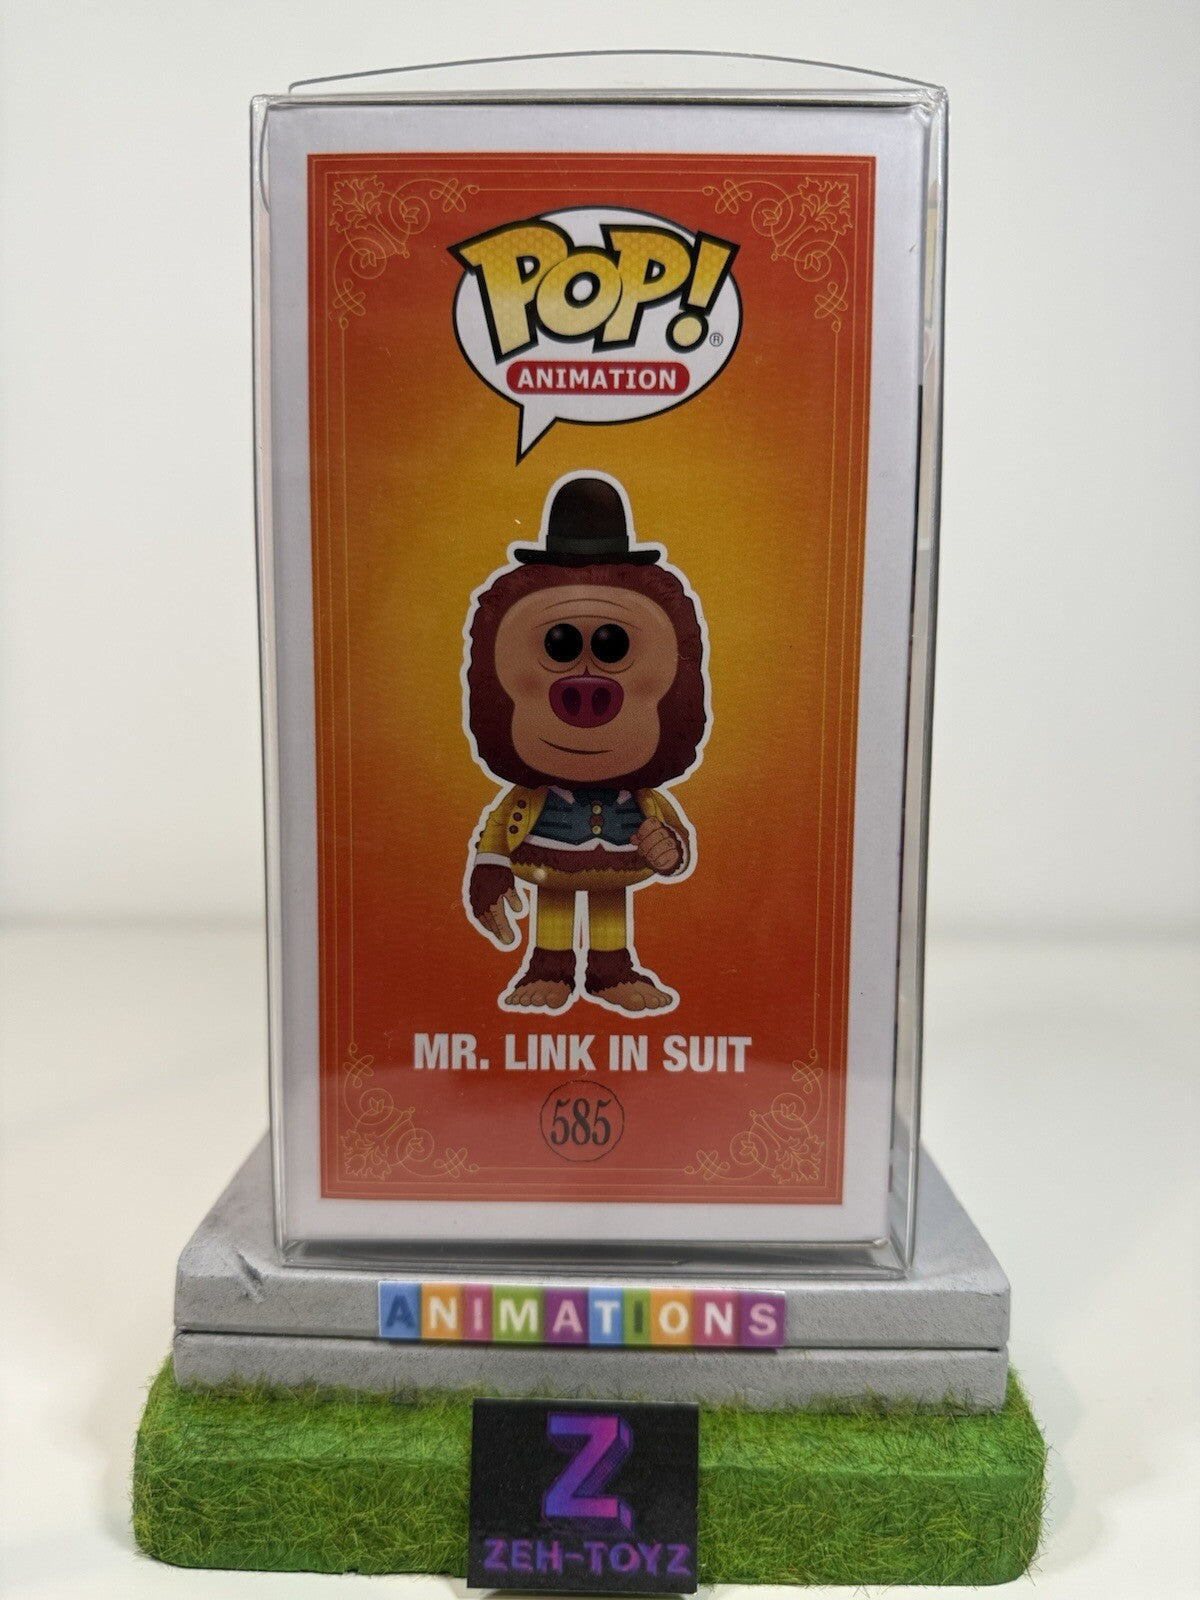 POP!®
ANIMATION
MR. LINK IN SUIT
585
ANIMATIONS
Z
ZEH-TOYZ